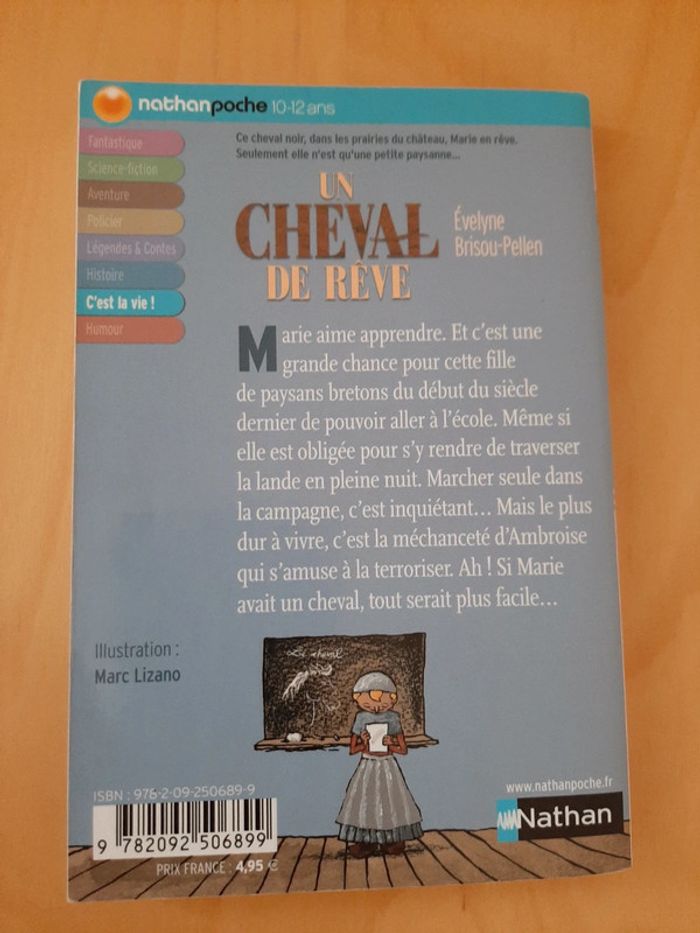 nathanpoche 10-12 ans
Fantastique
Science-fiction
Aventure
Policier
Légendes & Contes
Histoire
C'est la vie !
Humour
Ce cheval noir, dans les prairies du château, Marie en rêve.
Seulement elle n'est qu'une petite paysanne...
UN
CHEVAL
DE RÊVE
Évelyne
Brisou-Pellen
Marie aime apprendre. Et c'est une
grande chance pour cette fille
de paysans bretons du début du siècle
dernier de pouvoir aller à l'école. Même si
elle est obligée pour s'y rendre de traverser
la lande en pleine nuit. Marcher seule dans
la campagne, c'est inquiétant... Mais le plus
dur à vivre, c'est la méchanceté d'Ambroise
qui s'amuse à la terroriser. Ah ! Si Marie
avait un cheval, tout serait plus facile...
Illustration :
Marc Lizano
Le cheval
ISBN : 978-2-09-250689-9
9 782092 506899
PRIX FRANCE : 4,95 €
www.nathanpoche.fr
Nathan